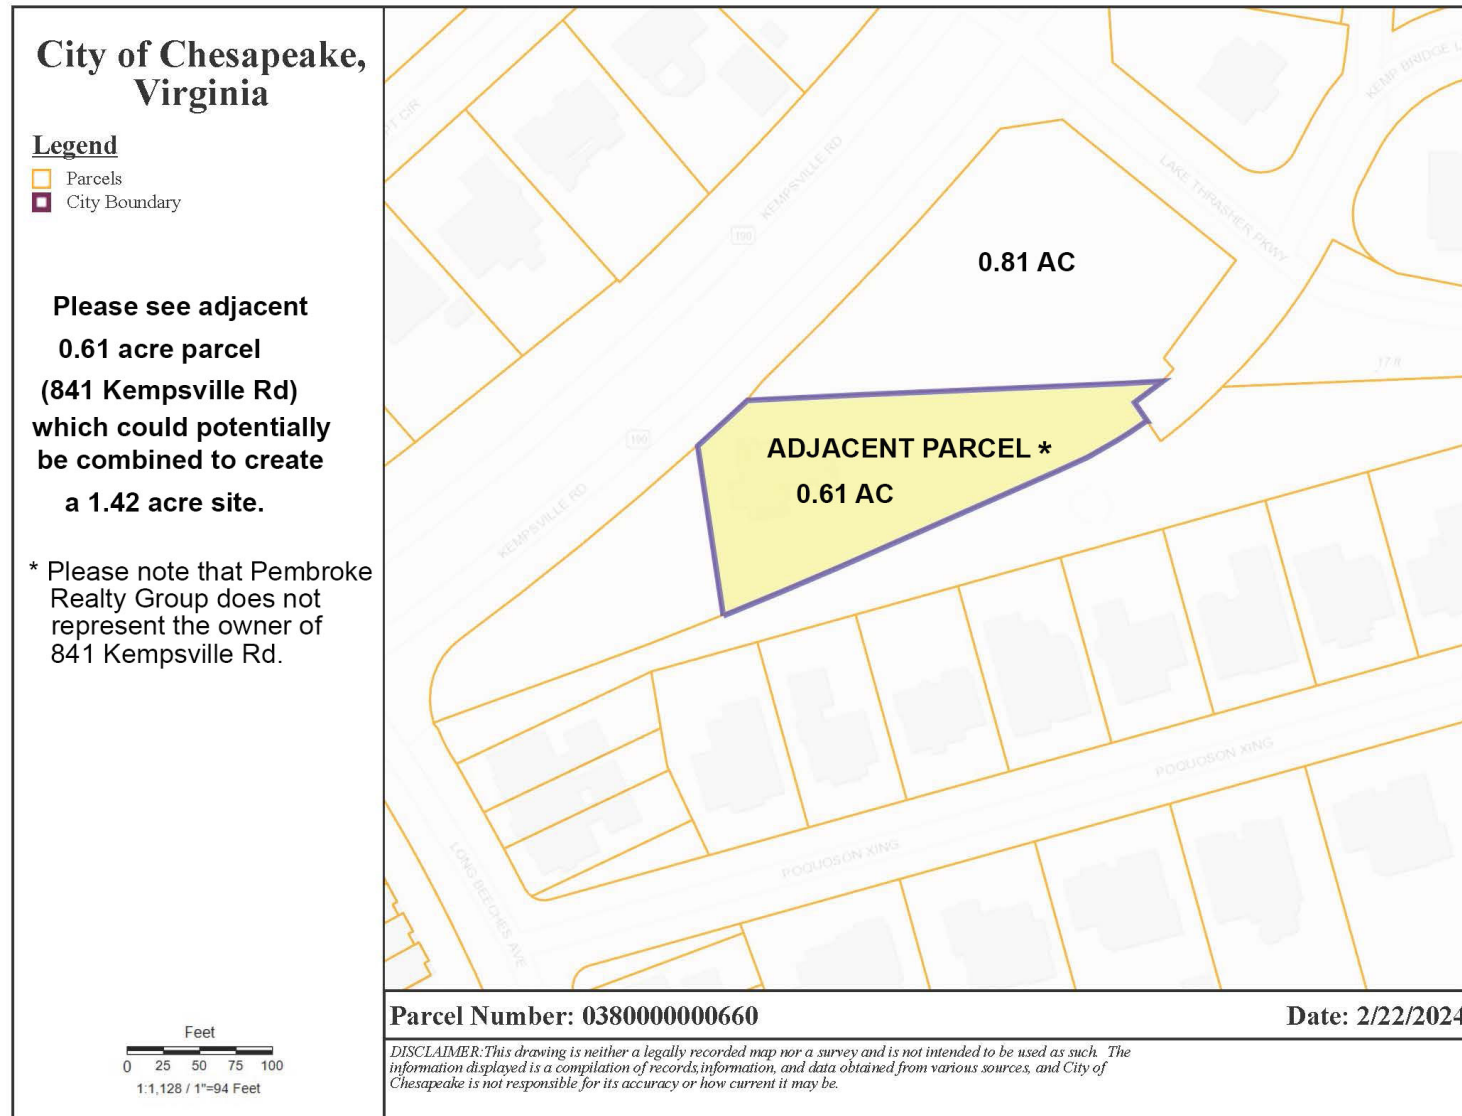 City of Chesapeake,
Virginia
Legend
Parcels
City Boundary
Please see adjacent
0.61 acre parcel
(841 Kempsville Rd)
which could potentially
be combined to create
a 1.42 acre site.
* Please note that Pembroke
Realty Group does not
represent the owner of
841 Kempsville Rd.
Feet
0 25 50 75 100
1:1,128 / 1"=94 Feet
KEMPSVILLE RD
190
KEMP BRIDGE L
LAKE THRASHER PKWY
0.81 AC
17 ft
190
KEMPSVILLE RD
ADJACENT PARCEL *
0.61 AC
POQUOSON XING
POQUOSON XING
LONG BEECHES AVE
Parcel Number: 0380000000660
Date: 2/22/2024
DISCLAIMER:This drawing is neither a legally recorded map nor a survey and is not intended to be used as such. The
information displayed is a compilation of records,information, and data obtained from various sources, and City of
Chesapeake is not responsible for its accuracy or how current it may be.